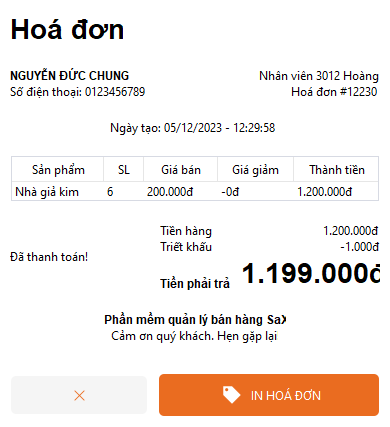 Hoá đơn
NGUYỄN ĐỨC CHUNG
Nhân viên 3012 Hoàng
Số điện thoại: 0123456789
Hoá đơn #12230
Ngày tạo: 05/12/2023 - 12:29:58
Sản phẩm SL Giá bán Giá giảm Thành tiền
Nhà giả kim 6 200.000đ -0đ 1.200.000đ
Tiền hàng 1.200.000đ
Triết khấu -1.000đ
Đã thanh toán!
Tiền phải trả 1.199.000đ
Phần mềm quản lý bán hàng SaX
Cảm ơn quý khách. Hẹn gặp lại
IN HOÁ ĐƠN